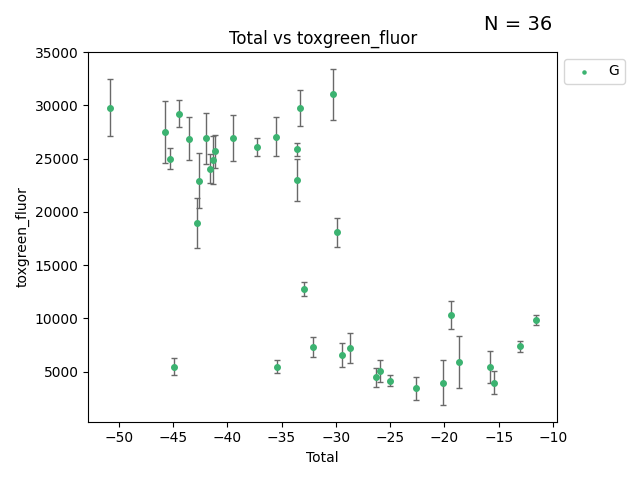 N = 36
Total vs toxgreen_fluor
G
toxgreen_fluor
35000
30000
25000
20000
15000
10000
5000
−50 −45 −40 −35 −30 −25 −20 −15 −10
Total